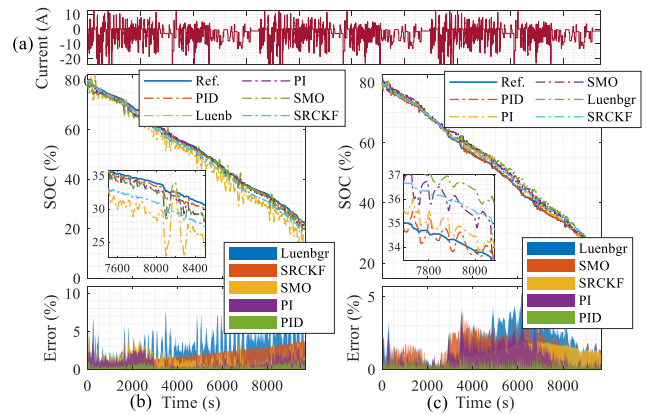 (a)
Current (A)
10
0
-10
-20
80
60
40
20
SOC (%)
Ref.
PI
PID
SMO
Luenb
SRCKF
35
30
25
7500
8000
8500
Luenbgr
SRCKF
SMO
PI
PID
10
5
0
Error (%)
0
2000
4000
6000
8000
(b)
Time (s)
80
60
40
20
SOC (%)
Ref.
SMO
PID
Luenbgr
PI
SRCKF
37
36
35
34
7800
8000
Luenbgr
SMO
SRCKF
PI
PID
5
0
Error (%)
0
2000
4000
6000
8000
(c)
Time (s)